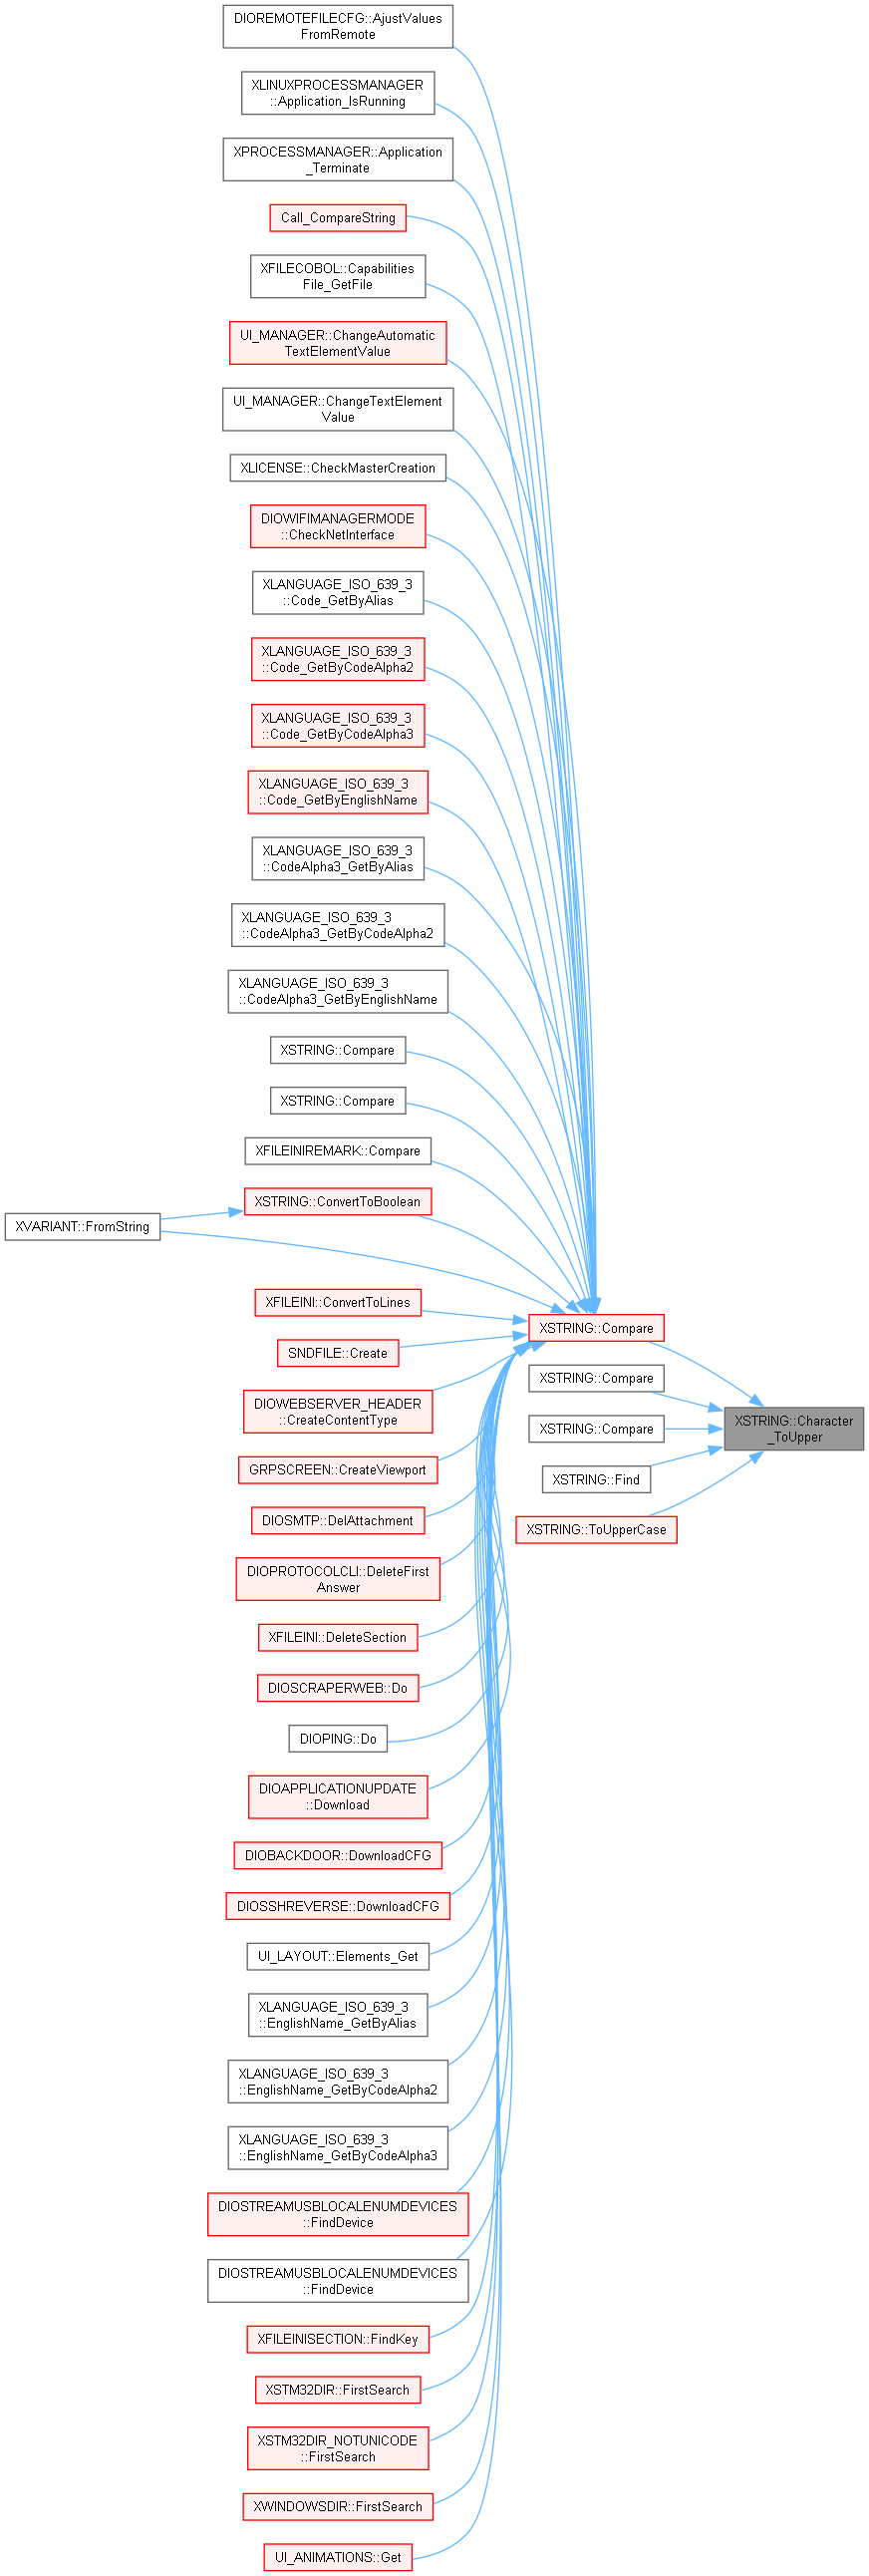 DIOREMOTEFILECFG::AjustValues
FromRemote
XLINUXPROCESSMANAGER
::Application_IsRunning
XPROCESSMANAGER::Application
_Terminate
Call_CompareString
XFILECOBOL::Capabilities
File_GetFile
UI_MANAGER::ChangeAutomatic
TextElementValue
UI_MANAGER::ChangeTextElement
Value
XLICENSE::CheckMasterCreation
DIOWIFIMANAGERMODE
::CheckNetInterface
XLANGUAGE_ISO_639_3
::Code_GetByAlias
XLANGUAGE_ISO_639_3
::Code_GetByCodeAlpha2
XLANGUAGE_ISO_639_3
::Code_GetByCodeAlpha3
XLANGUAGE_ISO_639_3
::Code_GetByEnglishName
XLANGUAGE_ISO_639_3
::CodeAlpha3_GetByAlias
XLANGUAGE_ISO_639_3
::CodeAlpha3_GetByCodeAlpha2
XLANGUAGE_ISO_639_3
::CodeAlpha3_GetByEnglishName
XSTRING::Compare
XSTRING::Compare
XFILEINIREMARK::Compare
XSTRING::ConvertToBoolean
XVARIANT::FromString
XFILEINI::ConvertToLines
SNDFILE::Create
DIOWEBSERVER_HEADER
::CreateContentType
GRPSCREEN::CreateViewport
DIOSMTP::DelAttachment
DIOPROTOCOLCLI::DeleteFirst
Answer
XFILEINI::DeleteSection
DIOSCRAPERWEB::Do
DIOPING::Do
DIOAPPLICATIONUPDATE
::Download
DIOBACKDOOR::DownloadCFG
DIOSSHREVERSE::DownloadCFG
UI_LAYOUT::Elements_Get
XLANGUAGE_ISO_639_3
::EnglishName_GetByAlias
XLANGUAGE_ISO_639_3
::EnglishName_GetByCodeAlpha2
XLANGUAGE_ISO_639_3
::EnglishName_GetByCodeAlpha3
DIOSTREAMUSBLOCALENUMDEVICES
::FindDevice
DIOSTREAMUSBLOCALENUMDEVICES
::FindDevice
XFILEINISECTION::FindKey
XSTM32DIR::FirstSearch
XSTM32DIR_NOTUNICODE
::FirstSearch
XWINDOWSDIR::FirstSearch
UI_ANIMATIONS::Get
XSTRING::Compare
XSTRING::Compare
XSTRING::Compare
XSTRING::Find
XSTRING::ToUpperCase
XSTRING::Character
_ToUpper